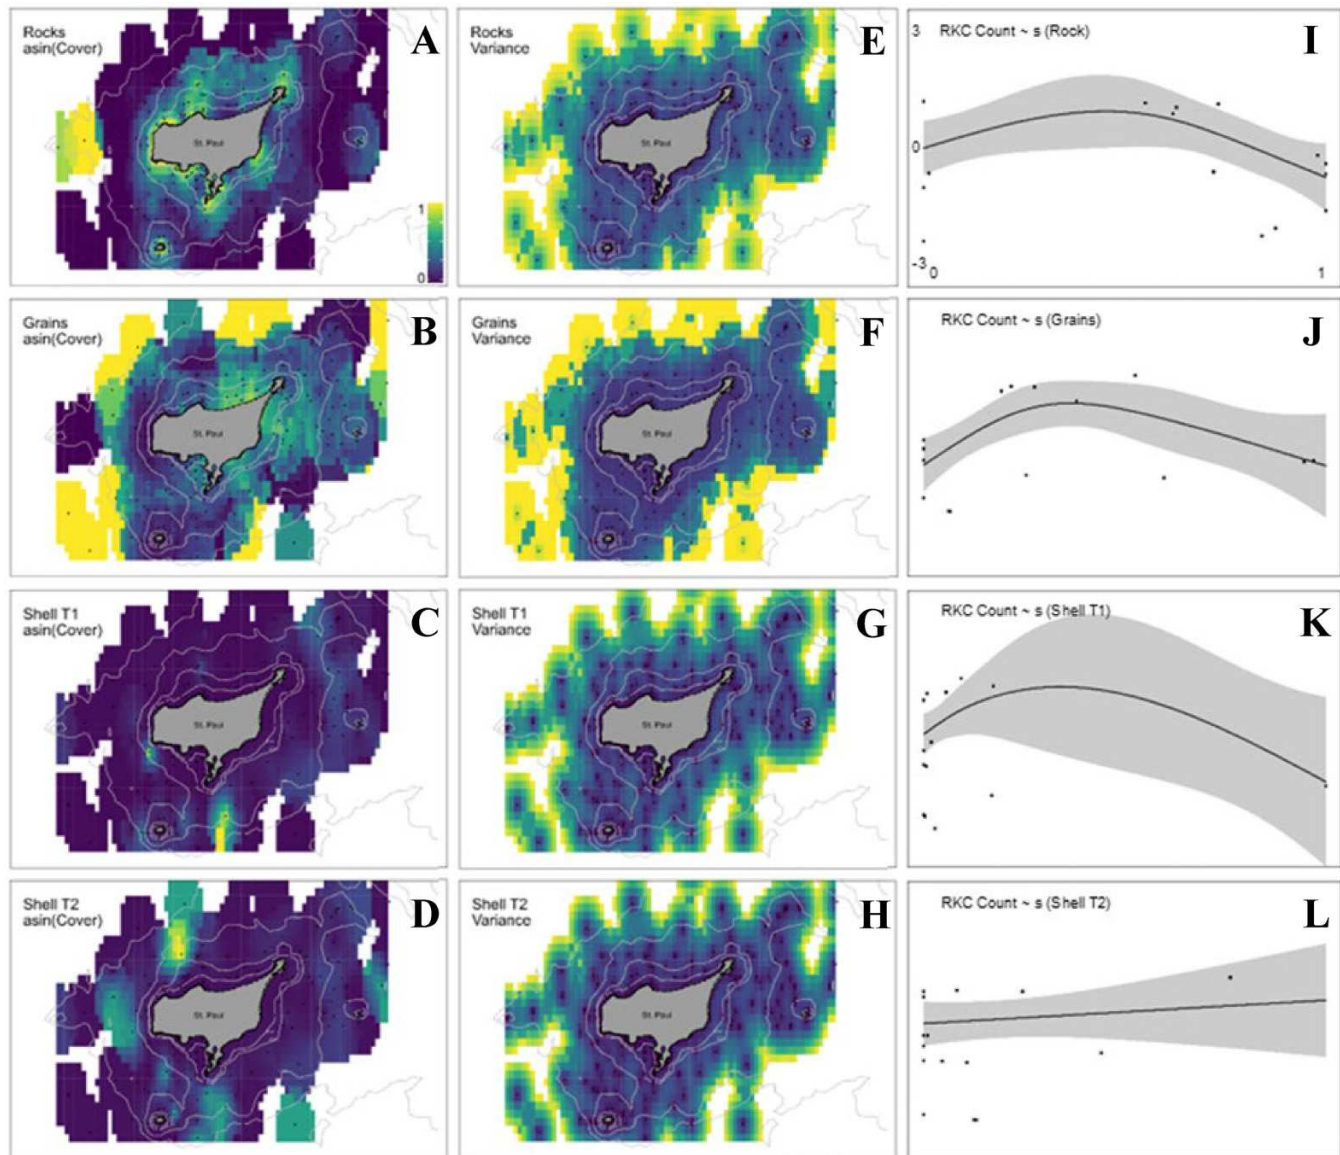 Rocks
asin(Cover)
A
St. Paul
1
0
Rocks
Variance
E
St. Paul
RKC Count ~ s (Rock)
I
3
0
-3
0
1
Grains
asin(Cover)
B
St. Paul
Grains
Variance
F
St. Paul
RKC Count ~ s (Grains)
J
Shell T1
asin(Cover)
C
St. Paul
Shell T1
Variance
G
St. Paul
RKC Count ~ s (Shell T1)
K
Shell T2
asin(Cover)
D
St. Paul
Shell T2
Variance
H
St. Paul
RKC Count ~ s (Shell T2)
L